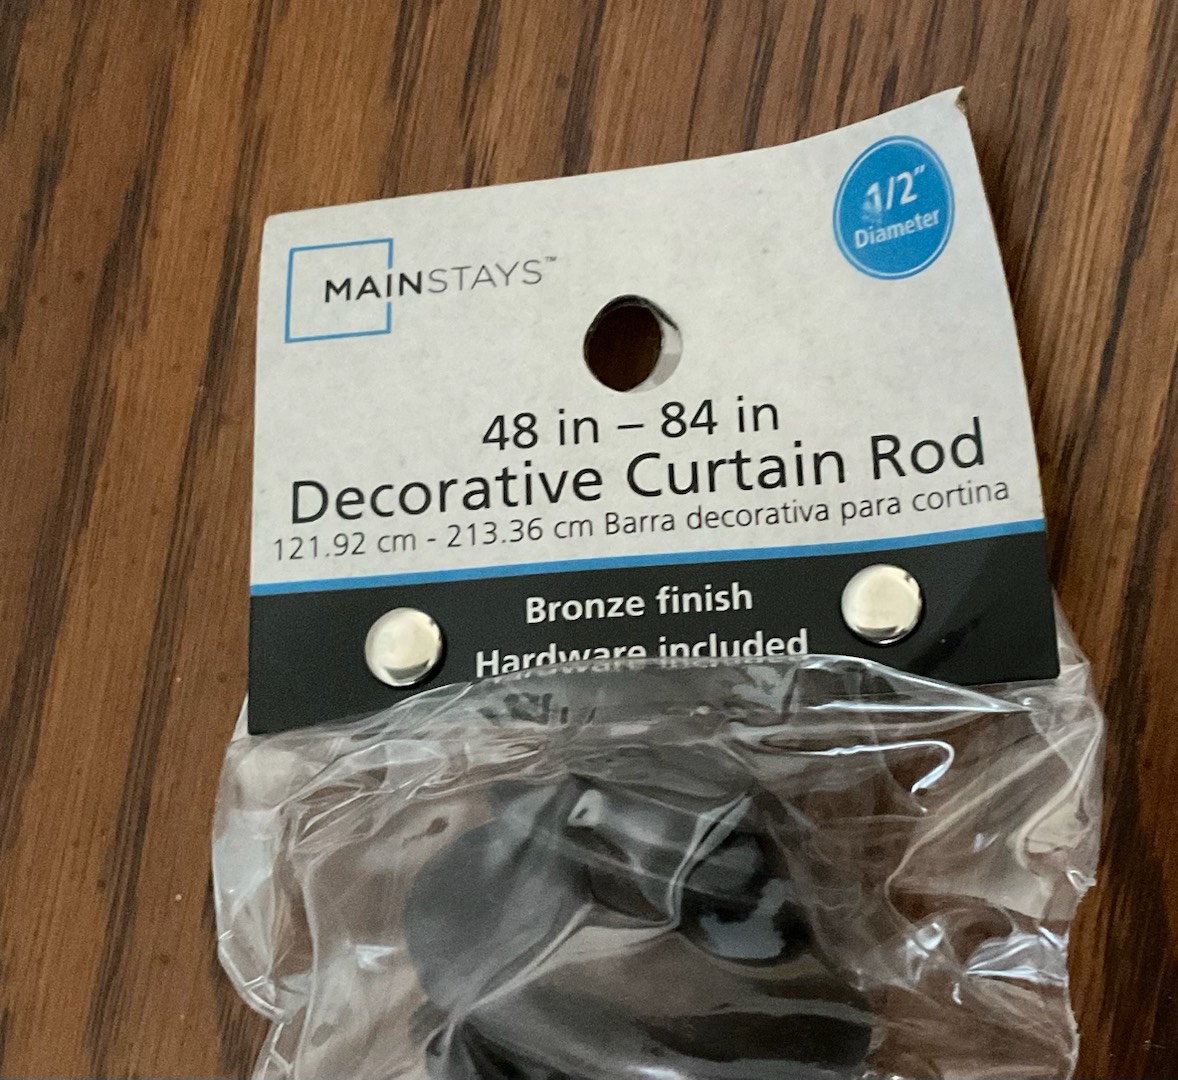 1/2"
Diameter
MAINSTAYS™
48 in – 84 in
Decorative Curtain Rod
121.92 cm - 213.36 cm Barra decorativa para cortina
Bronze finish
Hardware included